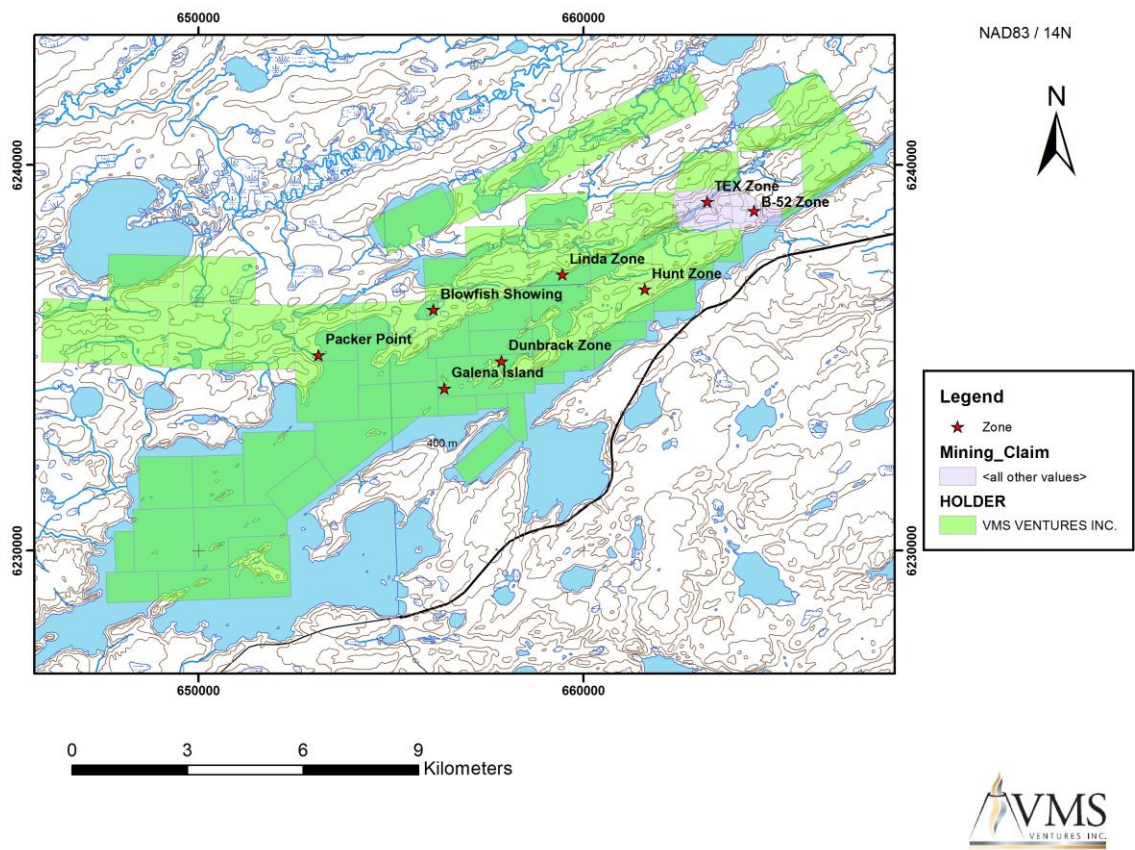 650000
660000
NAD83 / 14N
N
6240000
6240000
TEX Zone
B-52 Zone
Linda Zone
Hunt Zone
Blowfish Showing
Packer Point
Dunbrack Zone
Galena Island
400 m
6230000
6230000
Legend
Zone
Mining_Claim
<all other values>
HOLDER
VMS VENTURES INC.
650000
660000
0 3 6 9
Kilometers
VMS
VENTURES INC.